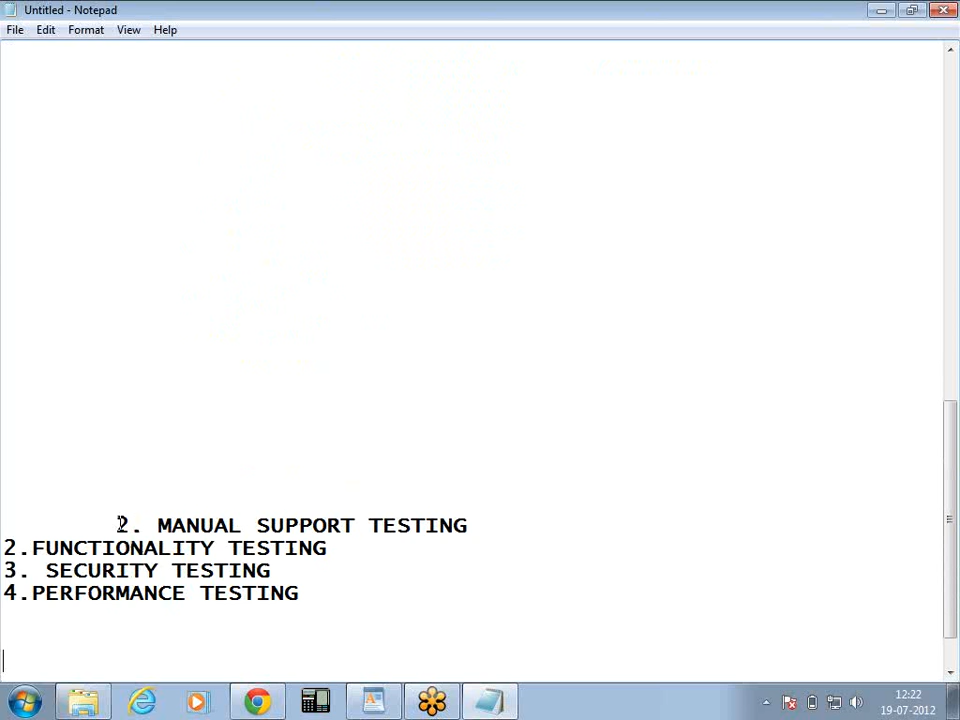 Untitled - Notepad
File Edit Format View Help
2. MANUAL SUPPORT TESTING
2.FUNCTIONALITY TESTING
3. SECURITY TESTING
4.PERFORMANCE TESTING
12:22
19-07-2012